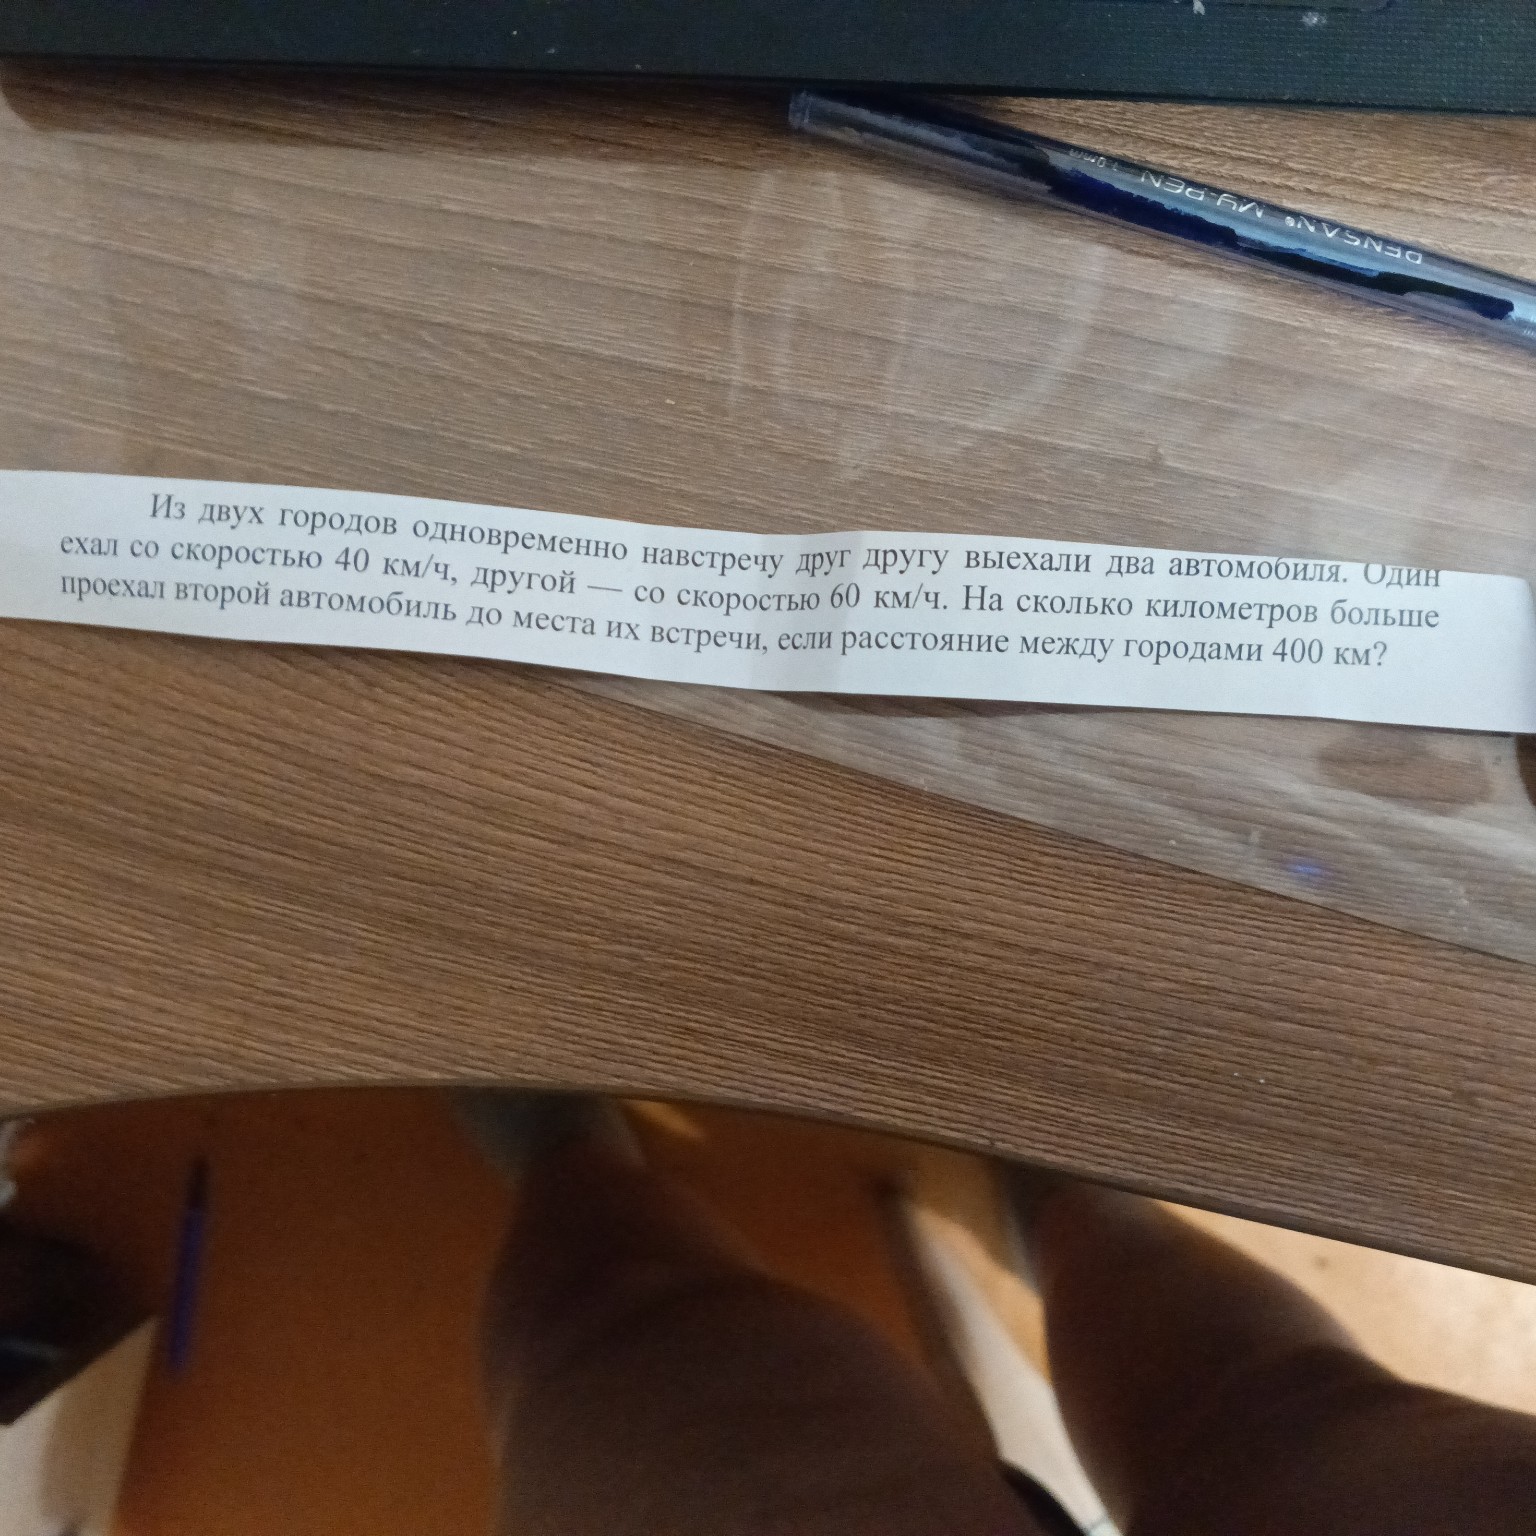 PENSAN® MY-PEN 1.0mm
Из двух городов одновременно навстречу друг другу выехали два автомобиля. Один
ехал со скоростью 40 км/ч, другой — со скоростью 60 км/ч. На сколько километров больше
проехал второй автомобиль до места их встречи, если расстояние между городами 400 км?